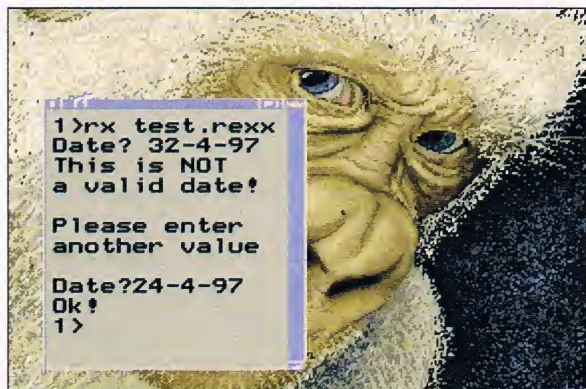 1>rx test.rexx
Date? 32-4-97
This is NOT
a valid date!
Please enter
another value
Date?24-4-97
Ok!
1>